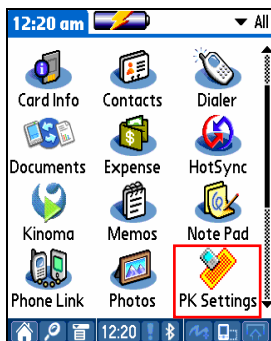 12:20 am All
Card Info Contacts Dialer
Documents Expense HotSync
Kinoma Memos Note Pad
Phone Link Photos PK Settings
12:20